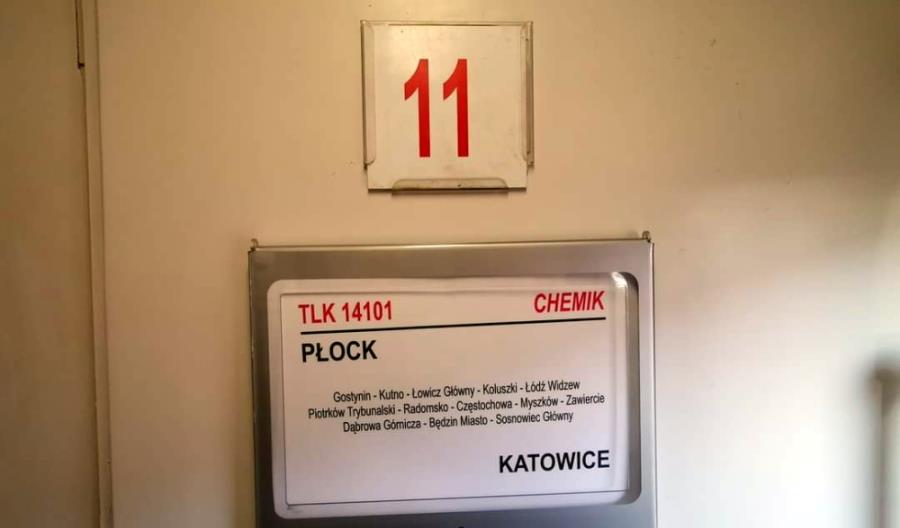 11
TLK 14101 CHEMIK
PŁOCK
Gostynin - Kutno - Łowicz Główny - Koluszki - Łódź Widzew
Piotrków Trybunalski - Radomsko - Częstochowa - Myszków - Zawiercie
Dąbrowa Górnicza - Będzin Miasto - Sosnowiec Główny
KATOWICE